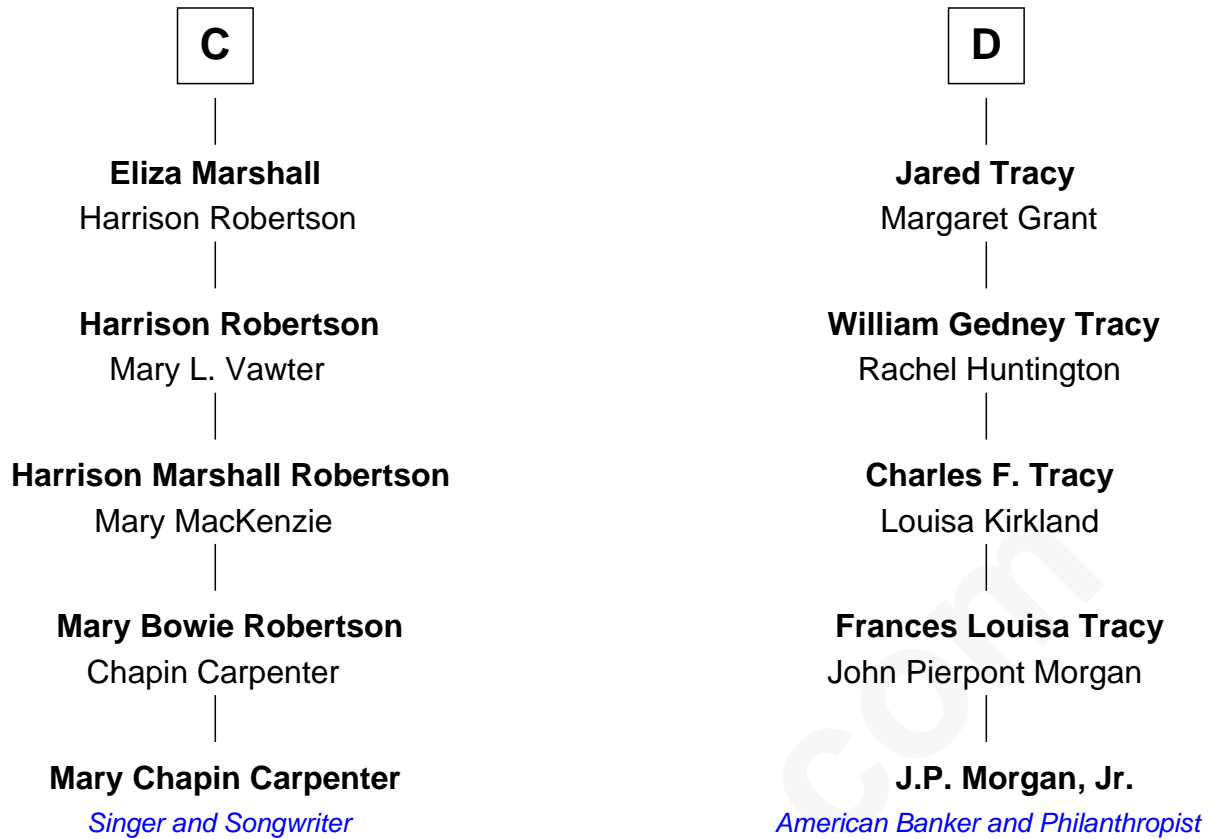 C
Eliza Marshall
Harrison Robertson
Harrison Robertson
Mary L. Vawter
Harrison Marshall Robertson
Mary MacKenzie
Mary Bowie Robertson
Chapin Carpenter
Mary Chapin Carpenter
Singer and Songwriter
D
Jared Tracy
Margaret Grant
William Gedney Tracy
Rachel Huntington
Charles F. Tracy
Louisa Kirkland
Frances Louisa Tracy
John Pierpont Morgan
J.P. Morgan, Jr.
American Banker and Philanthropist
com